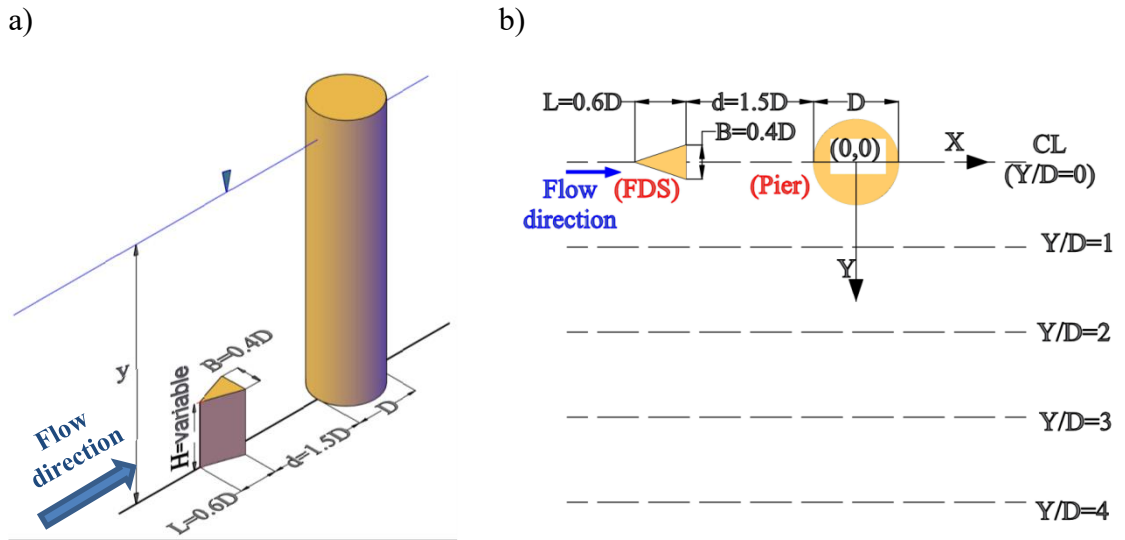 a)
y
Flow
direction
H=variable
B=0.4D
L=0.6D
d=1.5D
D
b)
L=0.6D
d=1.5D
D
B=0.4D
(0,0)
X
CL
(Y/D=0)
Flow
direction
(FDS)
(Pier)
Y/D=1
Y
Y/D=2
Y/D=3
Y/D=4